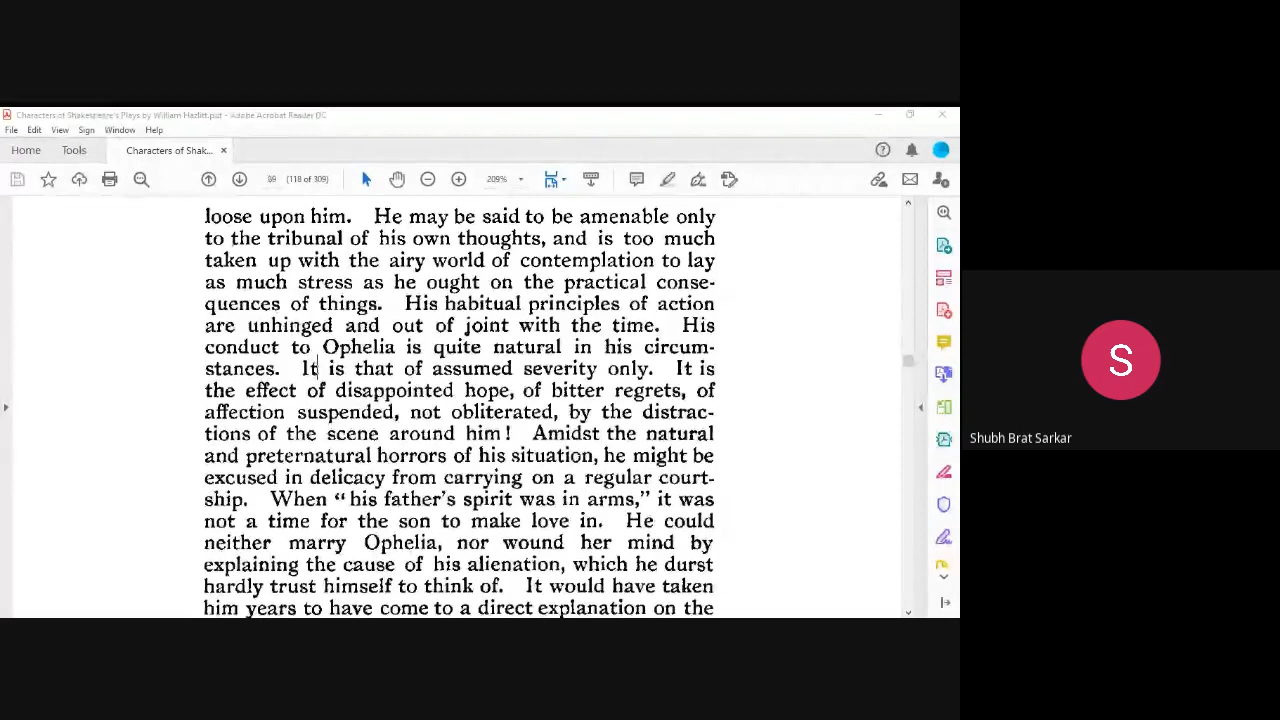 Characters of Shakespeare's Plays by William Hazlitt.pdf - Adobe Acrobat Reader DC
File Edit View Sign Window Help
Home Tools Characters of Shak... ×
89 (118 of 309) 209%
loose upon him. He may be said to be amenable only
to the tribunal of his own thoughts, and is too much
taken up with the airy world of contemplation to lay
as much stress as he ought on the practical conse-
quences of things. His habitual principles of action
are unhinged and out of joint with the time. His
conduct to Ophelia is quite natural in his circum-
stances. It is that of assumed severity only. It is
the effect of disappointed hope, of bitter regrets, of
affection suspended, not obliterated, by the distrac-
tions of the scene around him! Amidst the natural
and preternatural horrors of his situation, he might be
excused in delicacy from carrying on a regular court-
ship. When “his father's spirit was in arms,” it was
not a time for the son to make love in. He could
neither marry Ophelia, nor wound her mind by
explaining the cause of his alienation, which he durst
hardly trust himself to think of. It would have taken
him years to have come to a direct explanation on the
S
Shubh Brat Sarkar